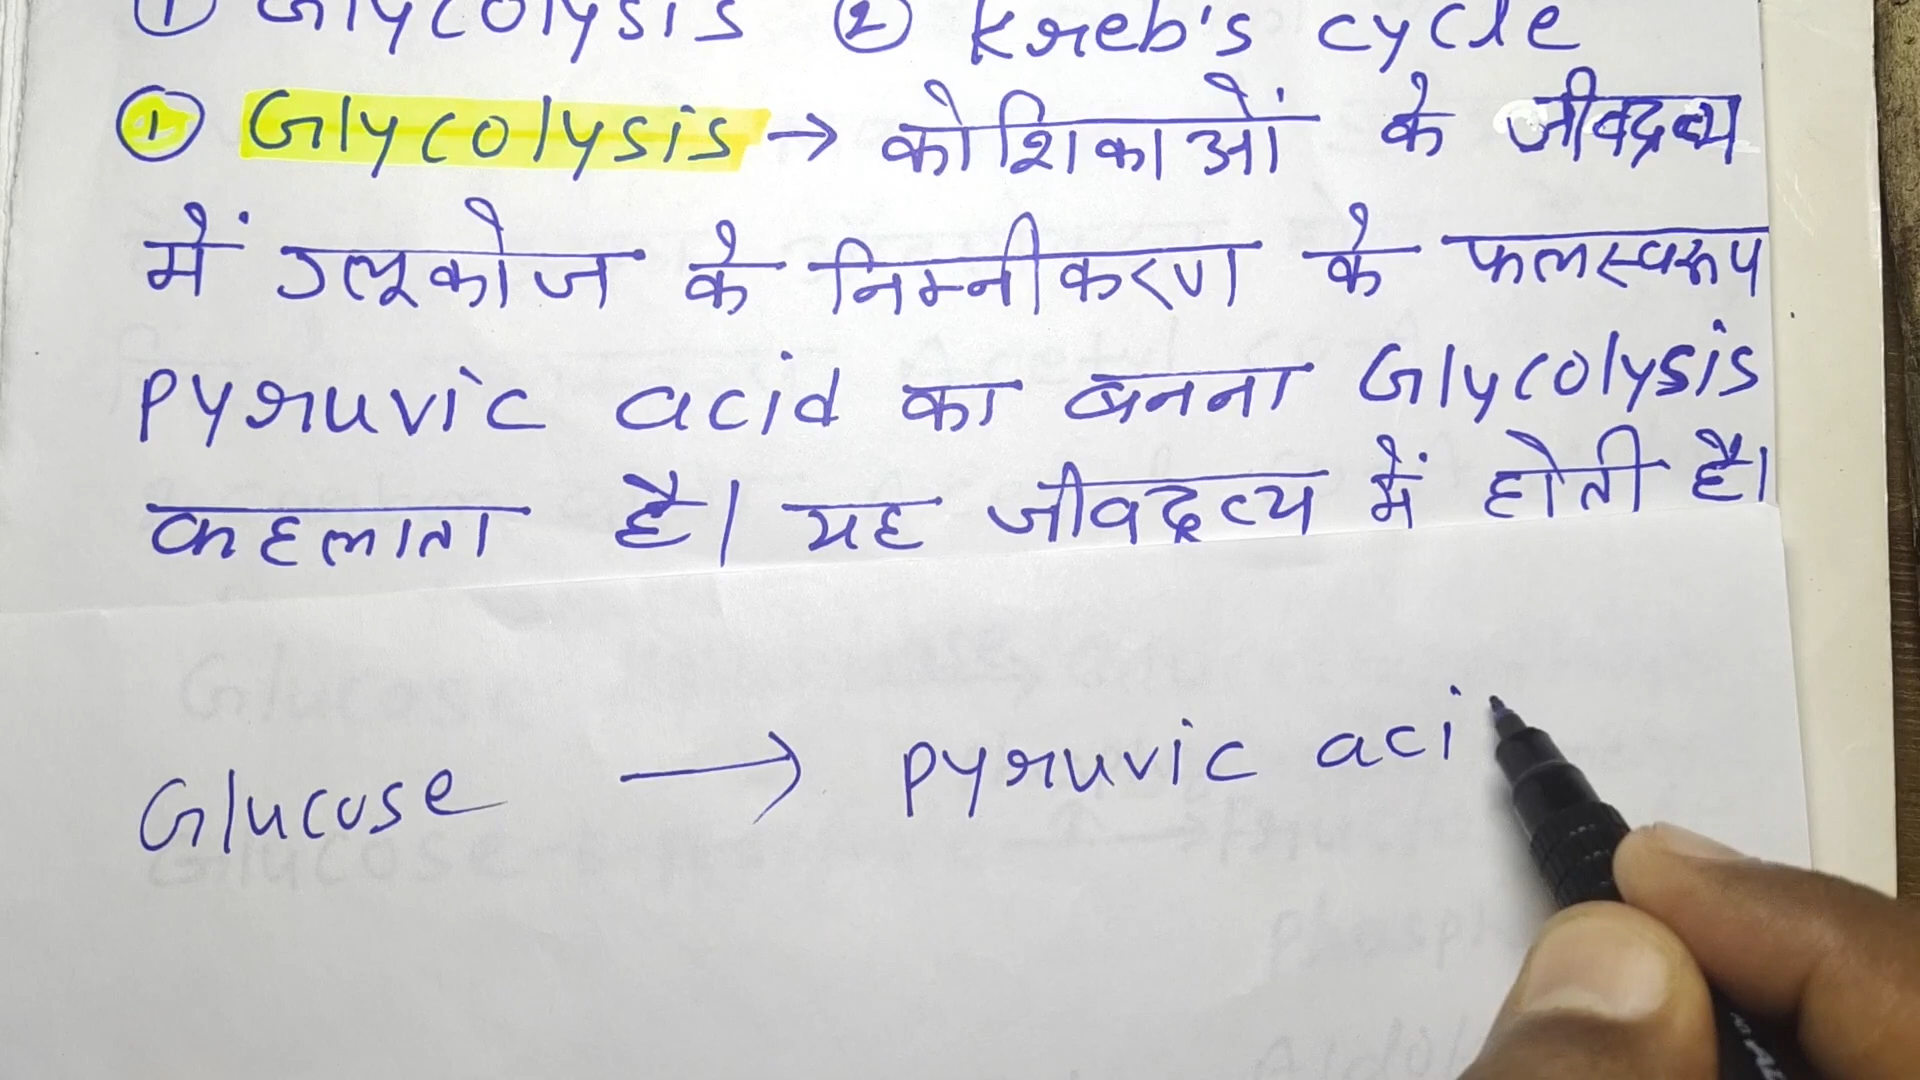 ① Glycolysis ② Kreb's cycle
① Glycolysis → कोशिकाओं के जीवद्रव्य
में ग्लूकोज के निम्नीकरण के फलस्वरूप
Pyruvic acid का बनना Glycolysis
कहलाता है। यह जीवद्रव्य में होती है।
Glucose → Pyruvic aci